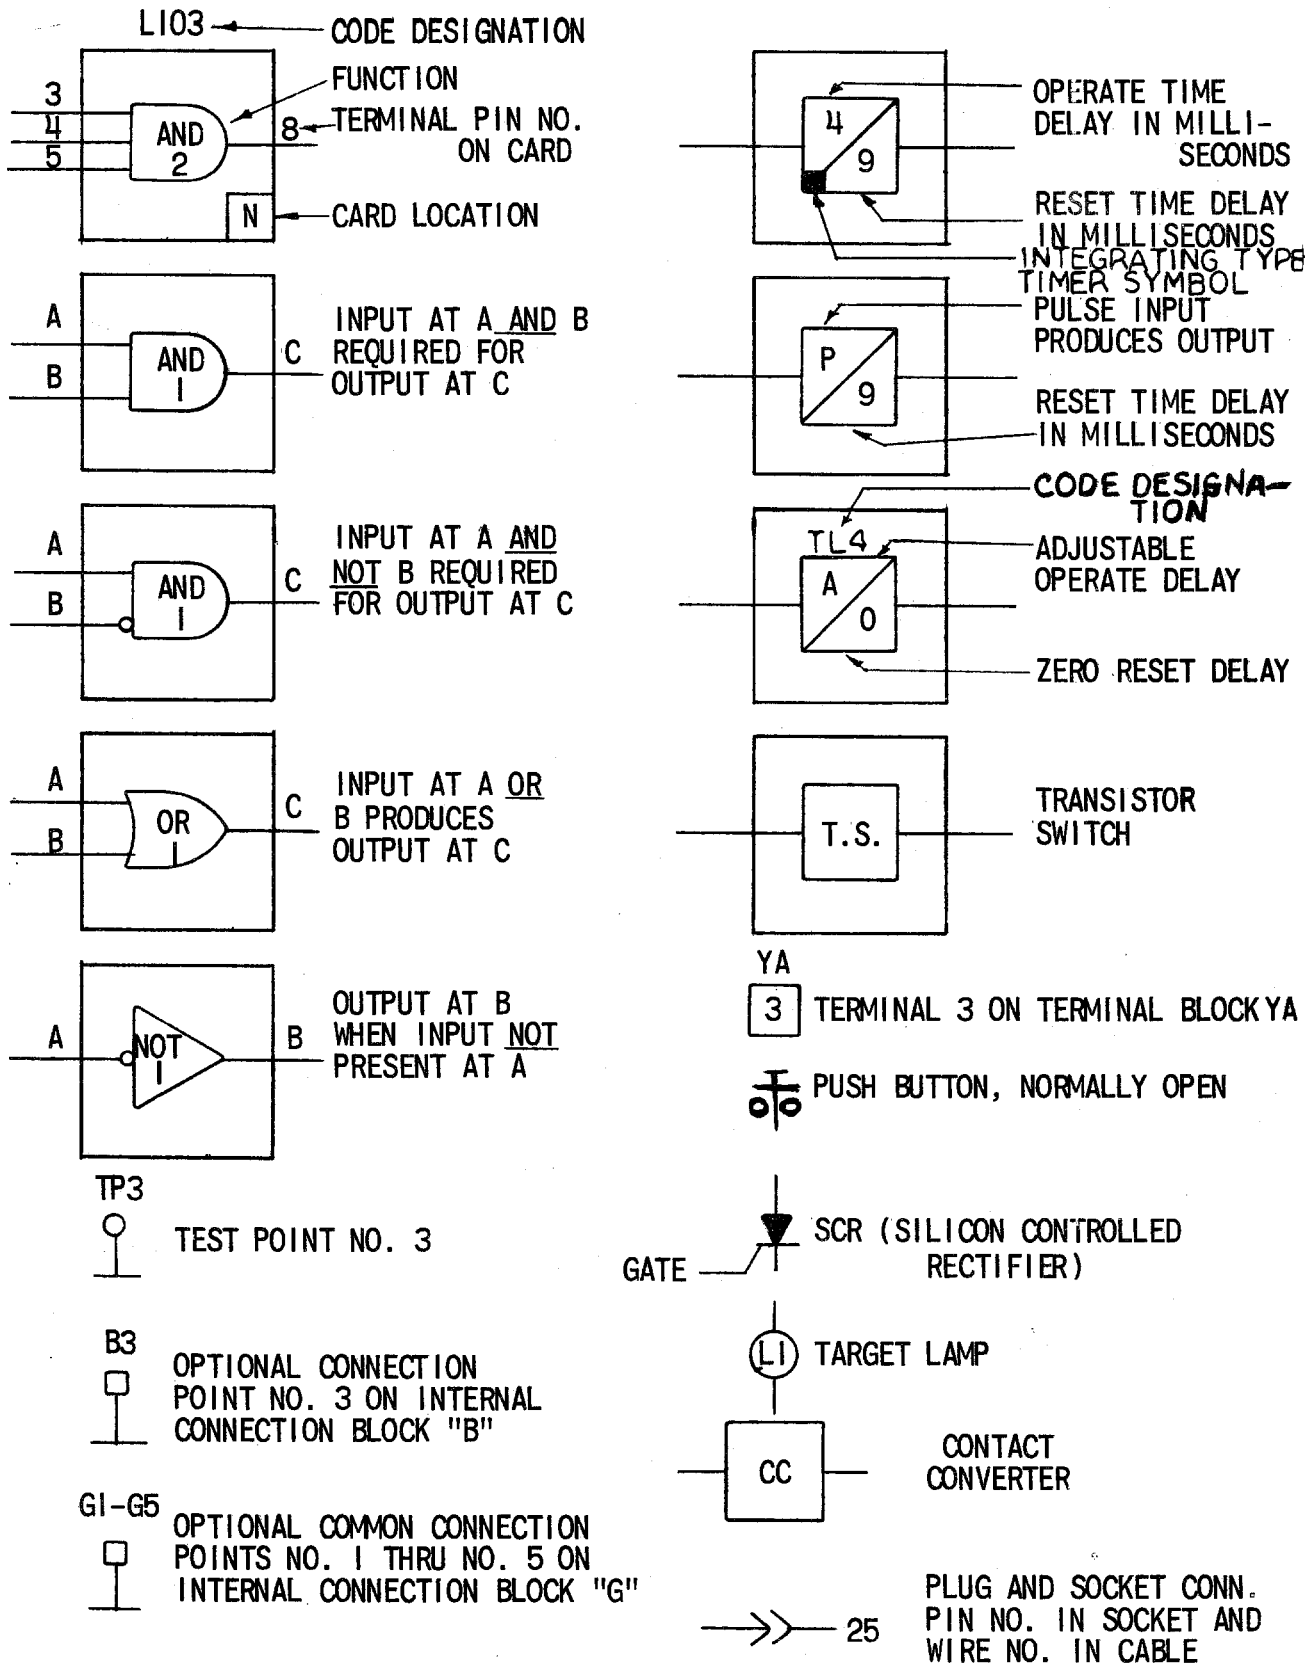 L103
CODE DESIGNATION
FUNCTION
3
4
5
AND
2
8
TERMINAL PIN NO.
ON CARD
N
CARD LOCATION
A
B
AND
1
C
INPUT AT A AND B
REQUIRED FOR
OUTPUT AT C
A
B
AND
1
C
INPUT AT A AND
NOT B REQUIRED
FOR OUTPUT AT C
A
B
OR
1
C
INPUT AT A OR
B PRODUCES
OUTPUT AT C
A
NOT
1
B
OUTPUT AT B
WHEN INPUT NOT
PRESENT AT A
TP3
TEST POINT NO. 3
B3
OPTIONAL CONNECTION
POINT NO. 3 ON INTERNAL
CONNECTION BLOCK "B"
G1-G5
OPTIONAL COMMON CONNECTION
POINTS NO. 1 THRU NO. 5 ON
INTERNAL CONNECTION BLOCK "G"
4
9
OPERATE TIME
DELAY IN MILLI-
SECONDS
RESET TIME DELAY
IN MILLISECONDS
INTEGRATING TYPE
TIMER SYMBOL
P
9
PULSE INPUT
PRODUCES OUTPUT
RESET TIME DELAY
IN MILLISECONDS
CODE DESIGNA-
TION
TL4
A
0
ADJUSTABLE
OPERATE DELAY
ZERO RESET DELAY
T.S.
TRANSISTOR
SWITCH
YA
3
TERMINAL 3 ON TERMINAL BLOCK YA
PUSH BUTTON, NORMALLY OPEN
SCR (SILICON CONTROLLED
RECTIFIER)
GATE
L1
TARGET LAMP
CC
CONTACT
CONVERTER
25
PLUG AND SOCKET CONN.
PIN NO. IN SOCKET AND
WIRE NO. IN CABLE